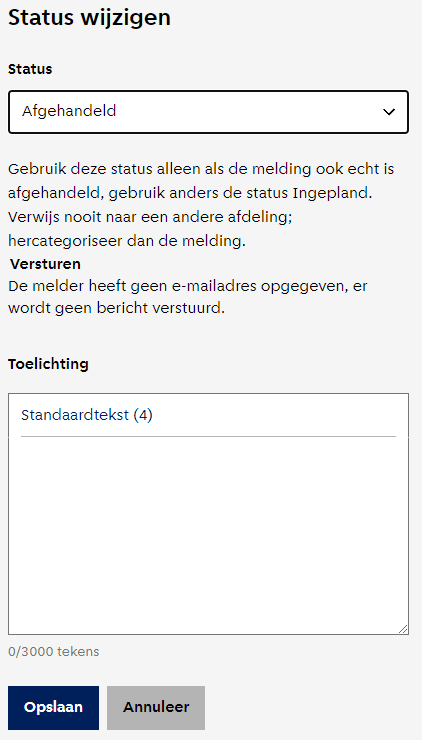 Status wijzigen
Status
Afgehandeld
Gebruik deze status alleen als de melding ook echt is
afgehandeld, gebruik anders de status Ingepland.
Verwijs nooit naar een andere afdeling;
hercategoriseer dan de melding.
Versturen
De melder heeft geen e-mailadres opgegeven, er
wordt geen bericht verstuurd.
Toelichting
Standaardtekst (4)
0/3000 tekens
Opslaan Annuleer